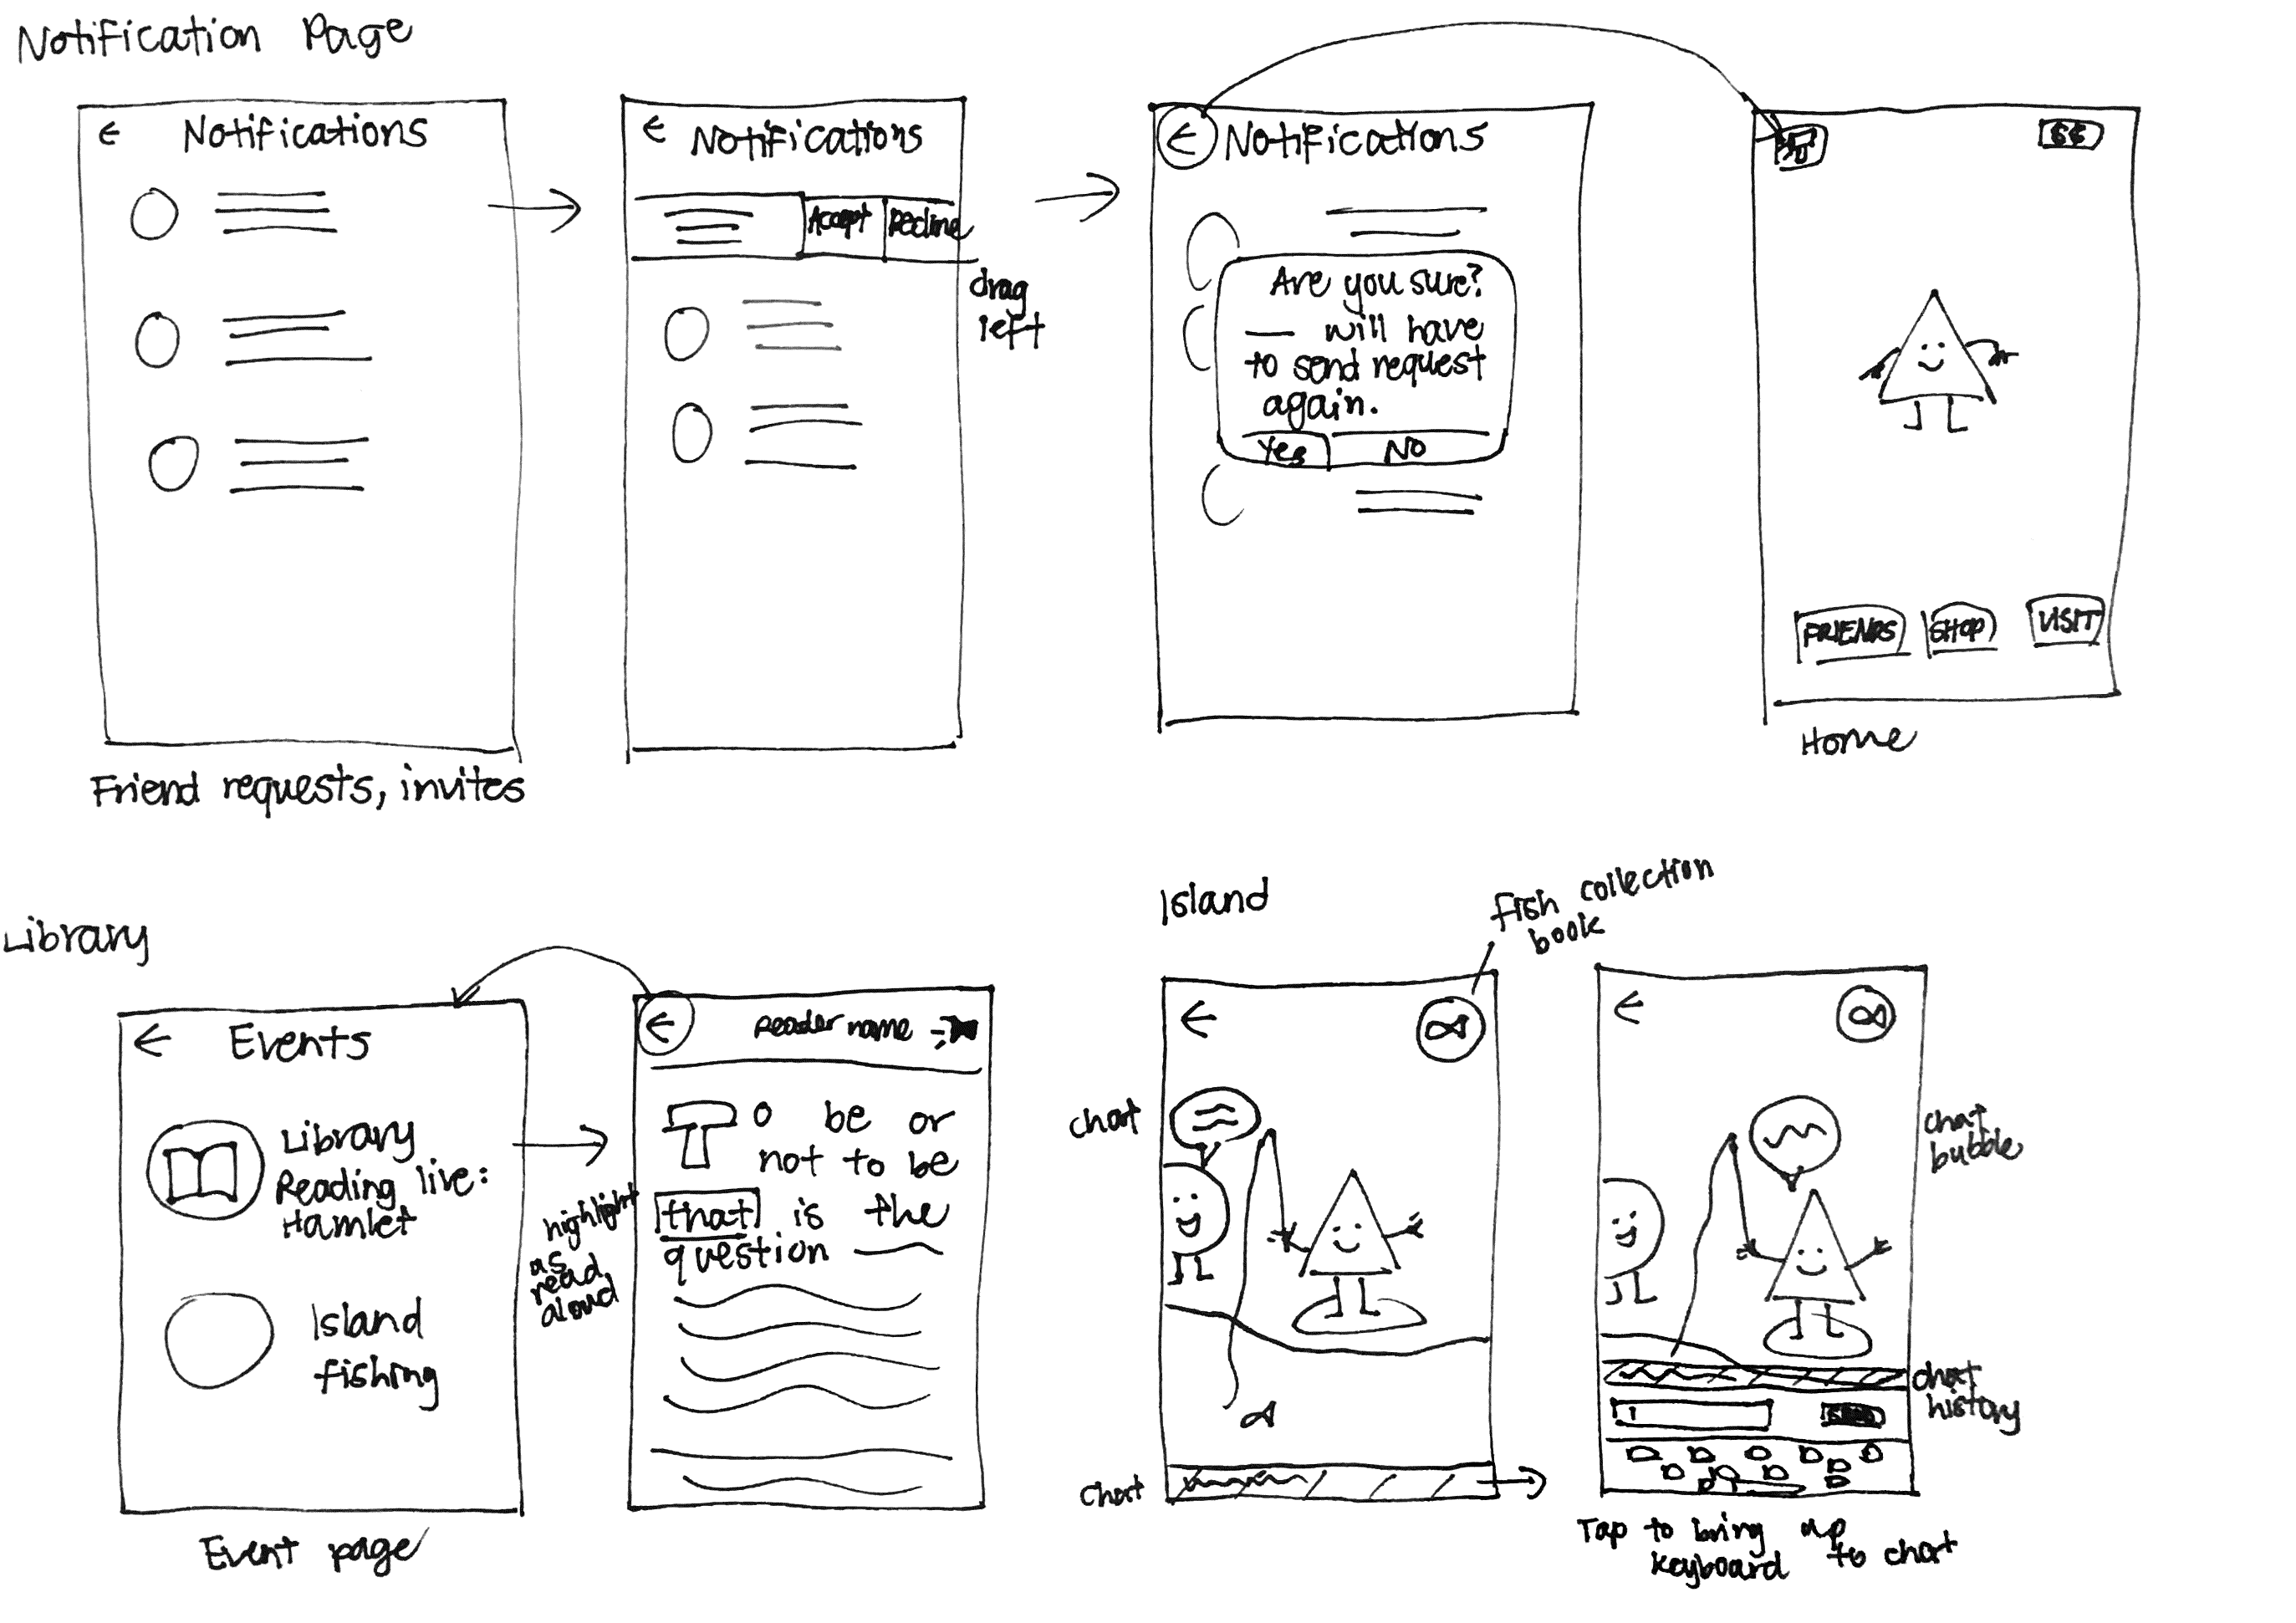 Notification Page
← Notifications
Friend requests, invites
← Notifications
Accept Decline
drag
left
← Notifications
Are you sure?
— will have
to send request
again.
Yes NO
$$
FRIENDS SHOP VISIT
Home
Library
← Events
Library
Reading live:
Hamlet
Island
fishing
Event page
← Reader name
To be or
not to be
that is the
question
highlight
as
read
aloud
Island
fish collection
book
←
chat
chat
←
chat
bubble
chat
history
Tap to bring up
keyboard to chat